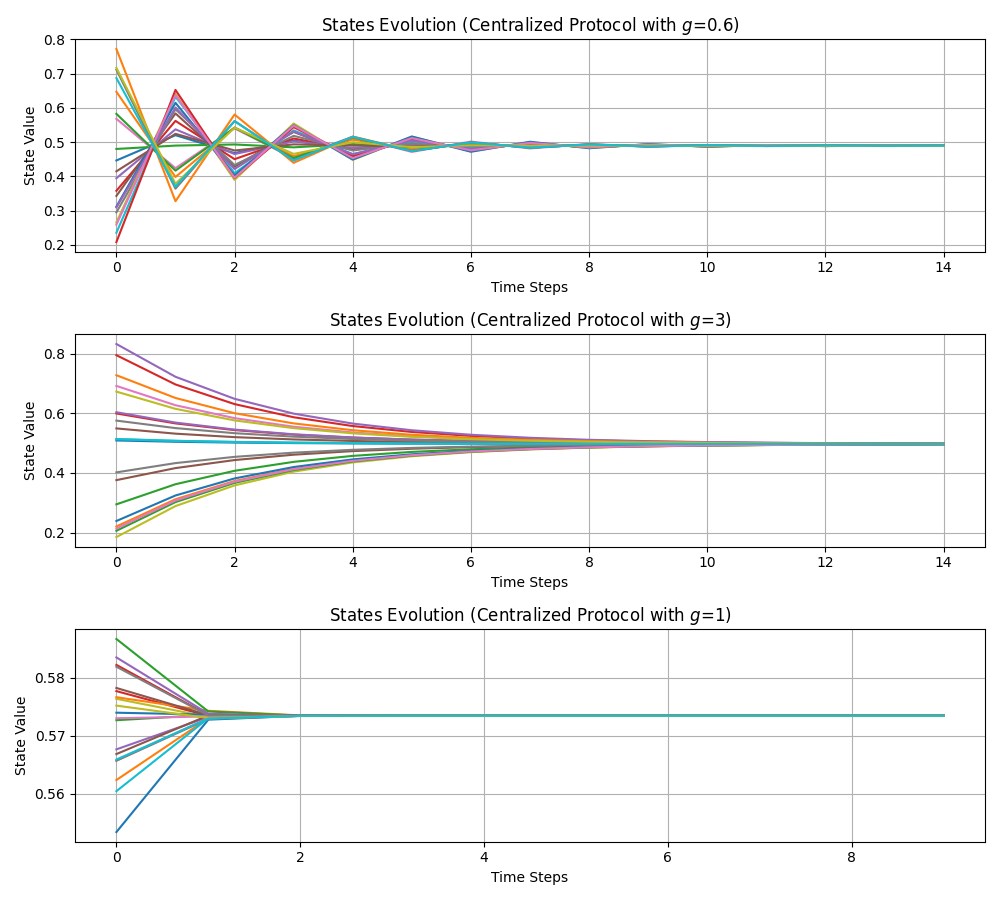 States Evolution (Centralized Protocol with g=0.6)
0.8
0.7
0.6
0.5
0.4
0.3
0.2
State Value
0 2 4 6 8 10 12 14
Time Steps
States Evolution (Centralized Protocol with g=3)
0.8
0.6
0.4
0.2
State Value
0 2 4 6 8 10 12 14
Time Steps
States Evolution (Centralized Protocol with g=1)
0.58
0.57
0.56
State Value
0 2 4 6 8
Time Steps